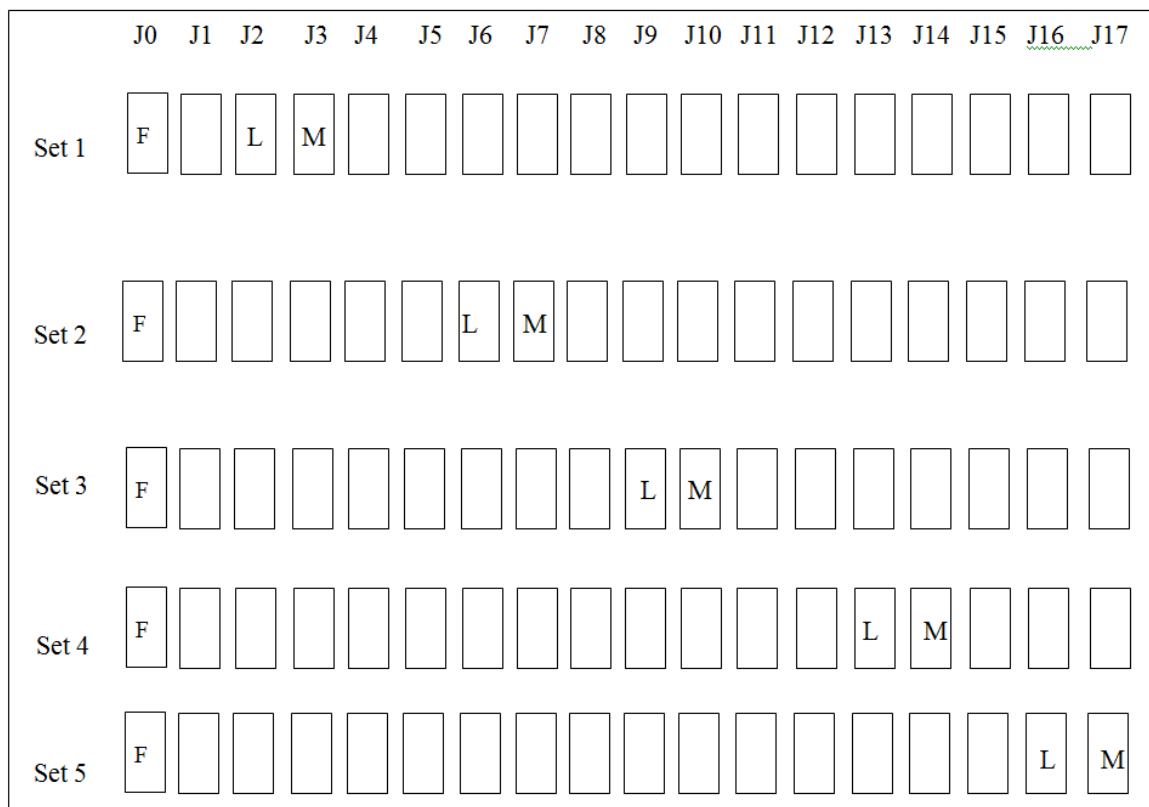 J0 J1 J2 J3 J4 J5 J6 J7 J8 J9 J10 J11 J12 J13 J14 J15 J16 J17
Set 1 F L M
Set 2 F L M
Set 3 F L M
Set 4 F L M
Set 5 F L M